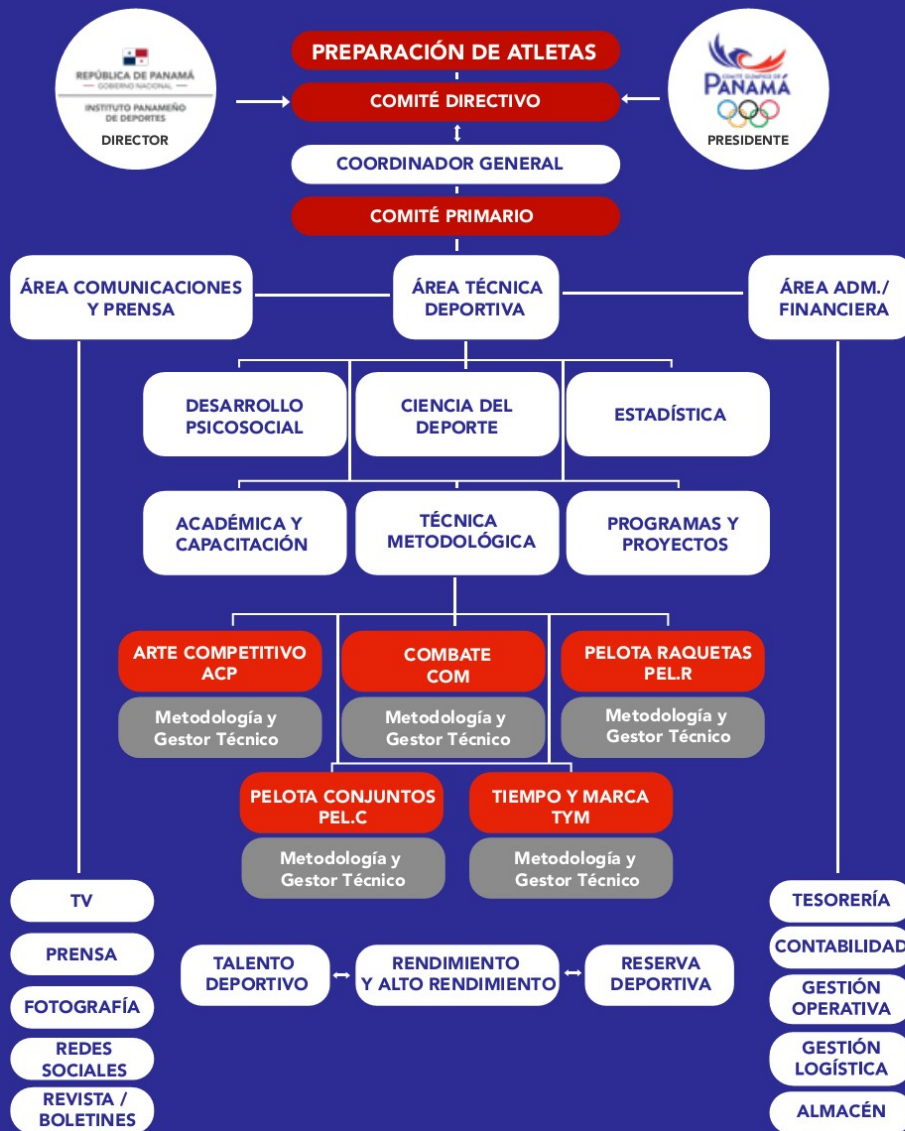 REPÚBLICA DE PANAMÁ
GOBIERNO NACIONAL
INSTITUTO PANAMEÑO
DE DEPORTES
DIRECTOR
PREPARACIÓN DE ATLETAS
COMITÉ DIRECTIVO
COORDINADOR GENERAL
COMITÉ PRIMARIO
COMITÉ OLÍMPICO DE
PANAMÁ
PRESIDENTE
ÁREA COMUNICACIONES
Y PRENSA
ÁREA TÉCNICA
DEPORTIVA
ÁREA ADM./
FINANCIERA
DESARROLLO
PSICOSOCIAL
CIENCIA DEL
DEPORTE
ESTADÍSTICA
ACADÉMICA Y
CAPACITACIÓN
TÉCNICA
METODOLÓGICA
PROGRAMAS Y
PROYECTOS
ARTE COMPETITIVO
ACP
COMBATE
COM
PELOTA RAQUETAS
PEL.R
Metodología y
Gestor Técnico
Metodología y
Gestor Técnico
Metodología y
Gestor Técnico
PELOTA CONJUNTOS
PEL.C
TIEMPO Y MARCA
TYM
Metodología y
Gestor Técnico
Metodología y
Gestor Técnico
TV
PRENSA
FOTOGRAFÍA
REDES
SOCIALES
REVISTA /
BOLETINES
TALENTO
DEPORTIVO
RENDIMIENTO
Y ALTO RENDIMIENTO
RESERVA
DEPORTIVA
TESORERÍA
CONTABILIDAD
GESTIÓN
OPERATIVA
GESTIÓN
LOGÍSTICA
ALMACÉN